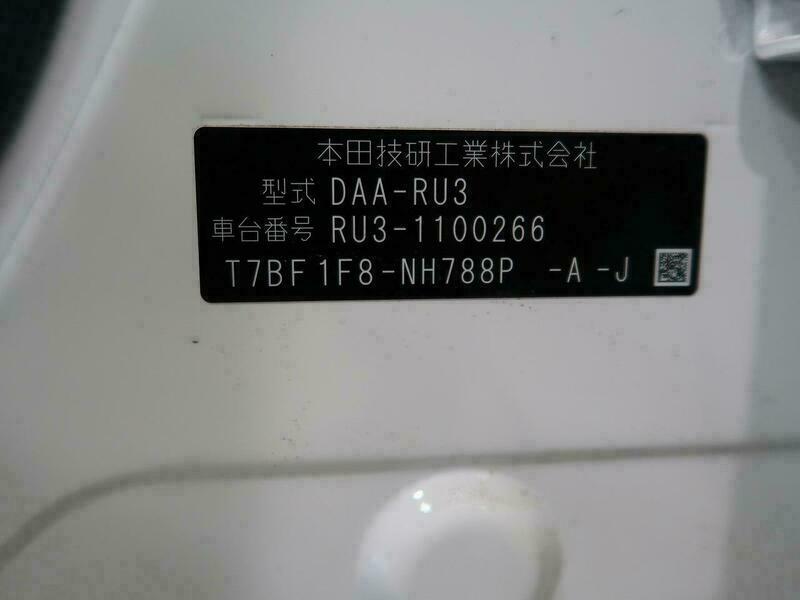 本田技研工業株式会社
型式 DAA-RU3
車台番号 RU3-1100266
T7BF1F8-NH788P -A-J